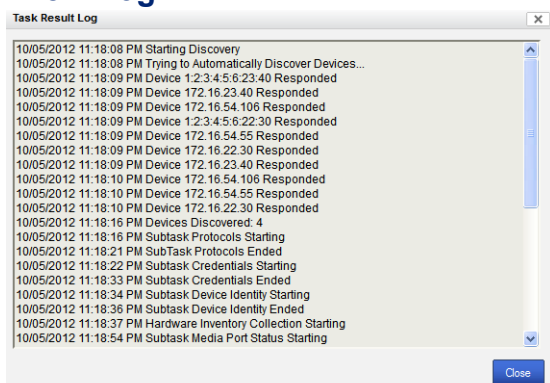 Task Result Log
10/05/2012 11:18:08 PM Starting Discovery
10/05/2012 11:18:08 PM Trying to Automatically Discover Devices...
10/05/2012 11:18:09 PM Device 1:2:3:4:5:6:23:40 Responded
10/05/2012 11:18:09 PM Device 172.16.23.40 Responded
10/05/2012 11:18:09 PM Device 172.16.54.106 Responded
10/05/2012 11:18:09 PM Device 1:2:3:4:5:6:22:30 Responded
10/05/2012 11:18:09 PM Device 172.16.54.55 Responded
10/05/2012 11:18:09 PM Device 172.16.22.30 Responded
10/05/2012 11:18:09 PM Device 172.16.23.40 Responded
10/05/2012 11:18:10 PM Device 172.16.54.106 Responded
10/05/2012 11:18:10 PM Device 172.16.54.55 Responded
10/05/2012 11:18:10 PM Device 172.16.22.30 Responded
10/05/2012 11:18:16 PM Devices Discovered: 4
10/05/2012 11:18:16 PM Subtask Protocols Starting
10/05/2012 11:18:21 PM SubTask Protocols Ended
10/05/2012 11:18:22 PM Subtask Credentials Starting
10/05/2012 11:18:33 PM Subtask Credentials Ended
10/05/2012 11:18:34 PM Subtask Device Identity Starting
10/05/2012 11:18:36 PM Subtask Device Identity Ended
10/05/2012 11:18:37 PM Hardware Inventory Collection Starting
10/05/2012 11:18:54 PM Subtask Media Port Status Starting
Close